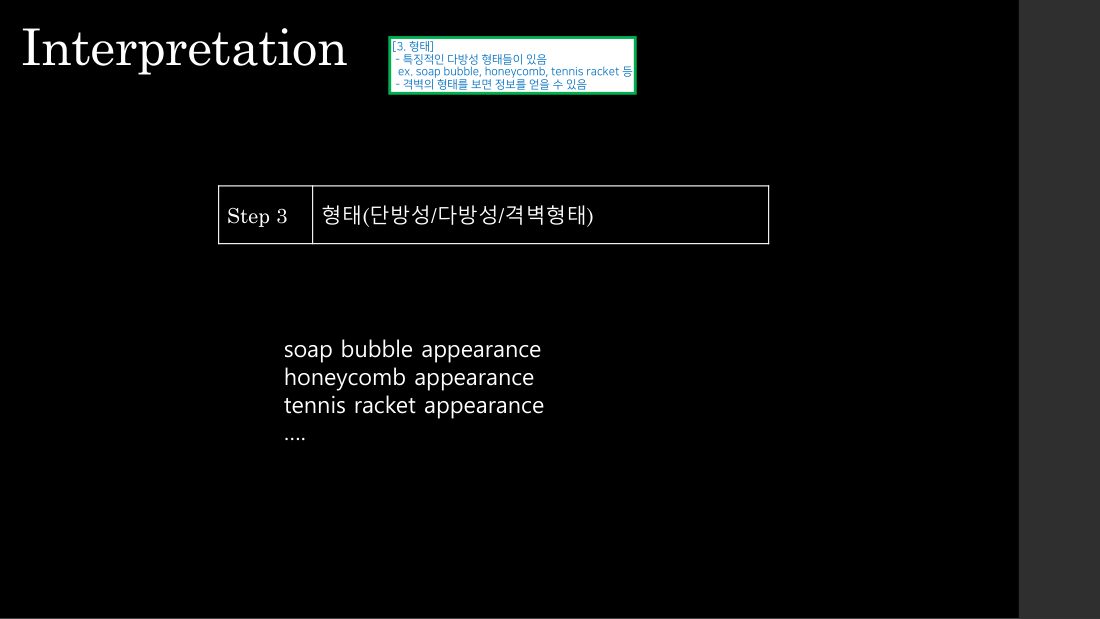 Interpretation
[3. 형태]
- 특징적인 다방성 형태들이 있음
ex. soap bubble, honeycomb, tennis racket 등
- 격벽의 형태를 보면 정보를 얻을 수 있음
Step 3 형태(단방성/다방성/격벽형태)
soap bubble appearance
honeycomb appearance
tennis racket appearance
....